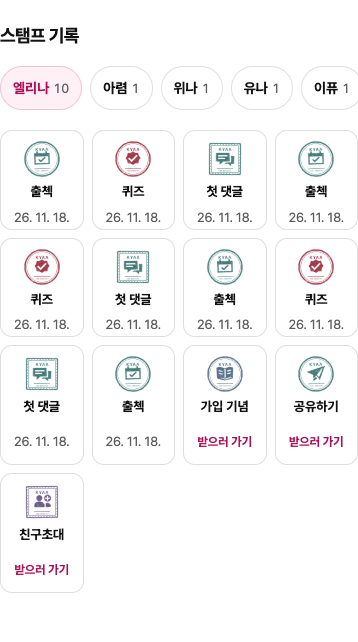 스탬프 기록
엘리나 10 아렴 1 위나 1 유나 1 이퓨 1
출첵 퀴즈 첫 댓글 출첵
26. 11. 18. 26. 11. 18. 26. 11. 18. 26. 11. 18.
퀴즈 첫 댓글 출첵 퀴즈
26. 11. 18. 26. 11. 18. 26. 11. 18. 26. 11. 18.
첫 댓글 출첵 가입 기념 공유하기
26. 11. 18. 26. 11. 18. 받으러 가기 받으러 가기
친구초대
받으러 가기